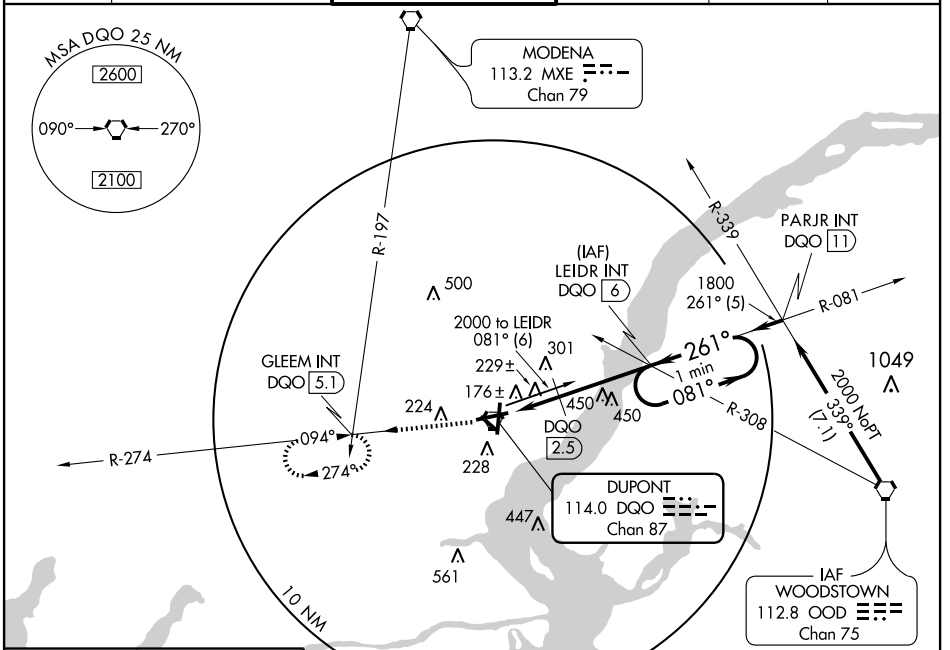 MSA DQO 25 NM
2600
090°
270°
2100
MODENA
113.2 MXE
Chan 79
R-197
R-339
PARJR INT
DQO 11
(IAF)
LEIDR INT
DQO 6
1800
261° (5)
R-081
500
2000 to LEIDR
081° (6)
301
229±
176±
261°
1 min
081°
1049
GLEEM INT
DQO 5.1
224
450
450
R-308
2000 NoPT
339°
(7.1)
094°
DQO
2.5
R-274
274°
228
DUPONT
114.0 DQO
Chan 87
447
561
10 NM
IAF
WOODSTOWN
112.8 OOD
Chan 75